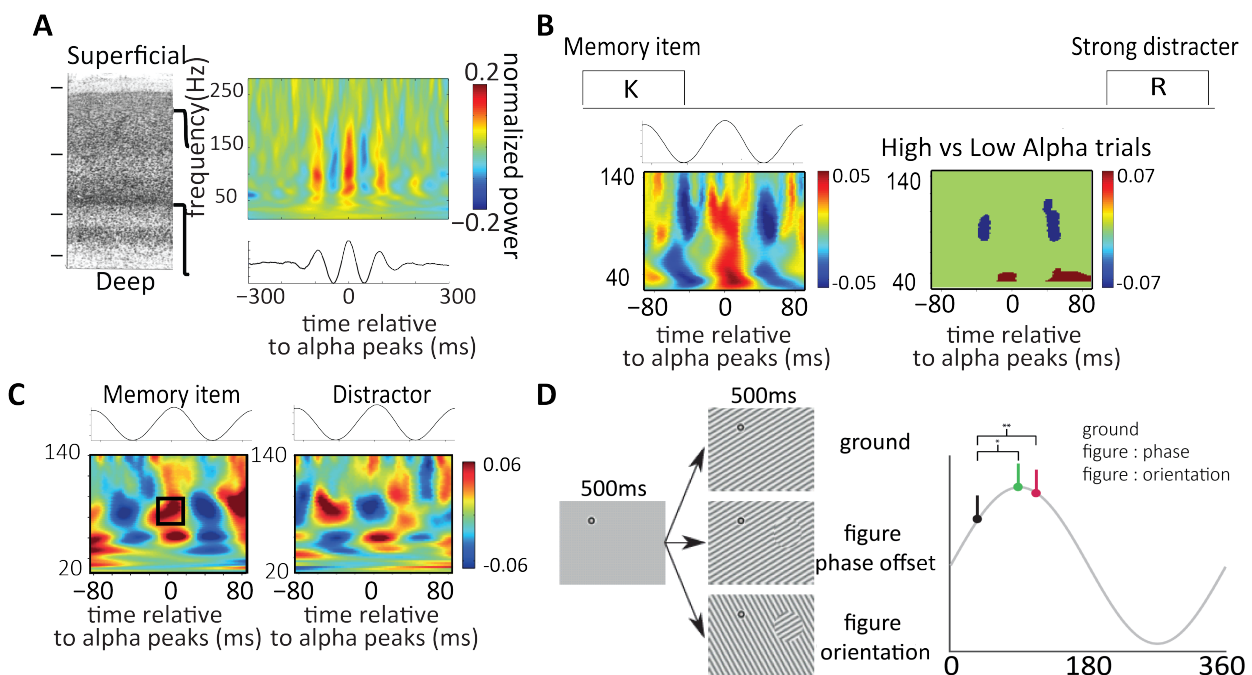 A
Superficial
Deep
frequency(Hz)
250
150
50
0.2
−0.2
normalized power
−300
0
300
time relative
to alpha peaks (ms)
B
Memory item
Strong distracter
K
R
140
40
0.05
-0.05
−80
0
80
time relative
to alpha peaks (ms)
High vs Low Alpha trials
140
40
0.07
-0.07
−80
0
80
time relative
to alpha peaks (ms)
C
Memory item
Distractor
140
20
−80
0
80
time relative
to alpha peaks (ms)
140
20
0.06
-0.06
−80
0
80
time relative
to alpha peaks (ms)
D
500ms
500ms
ground
figure
phase offset
figure
orientation
**
*
ground
figure : phase
figure : orientation
0
180
360